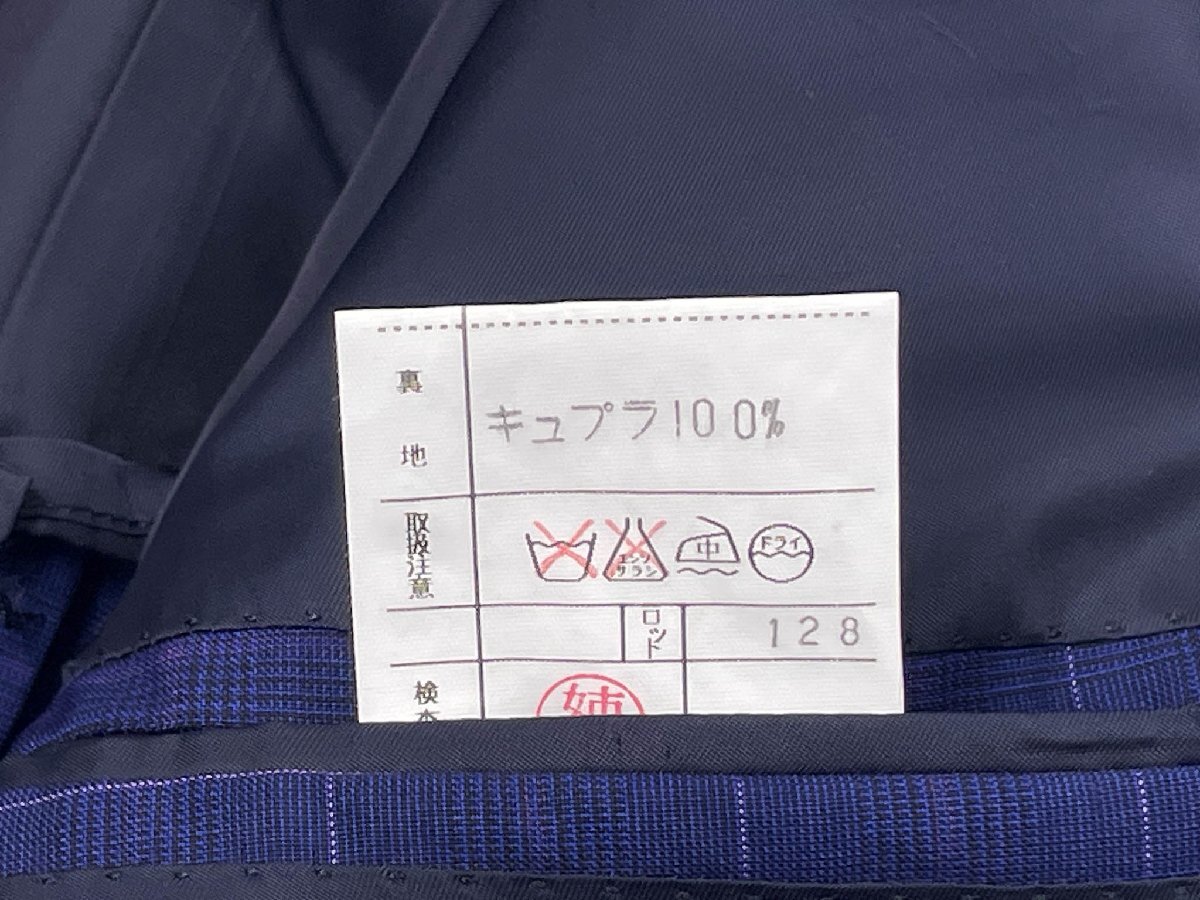 裏地 キュプラ100%
取扱注意 エンソサラシ 中 ドライ
ロット 128
検 姉